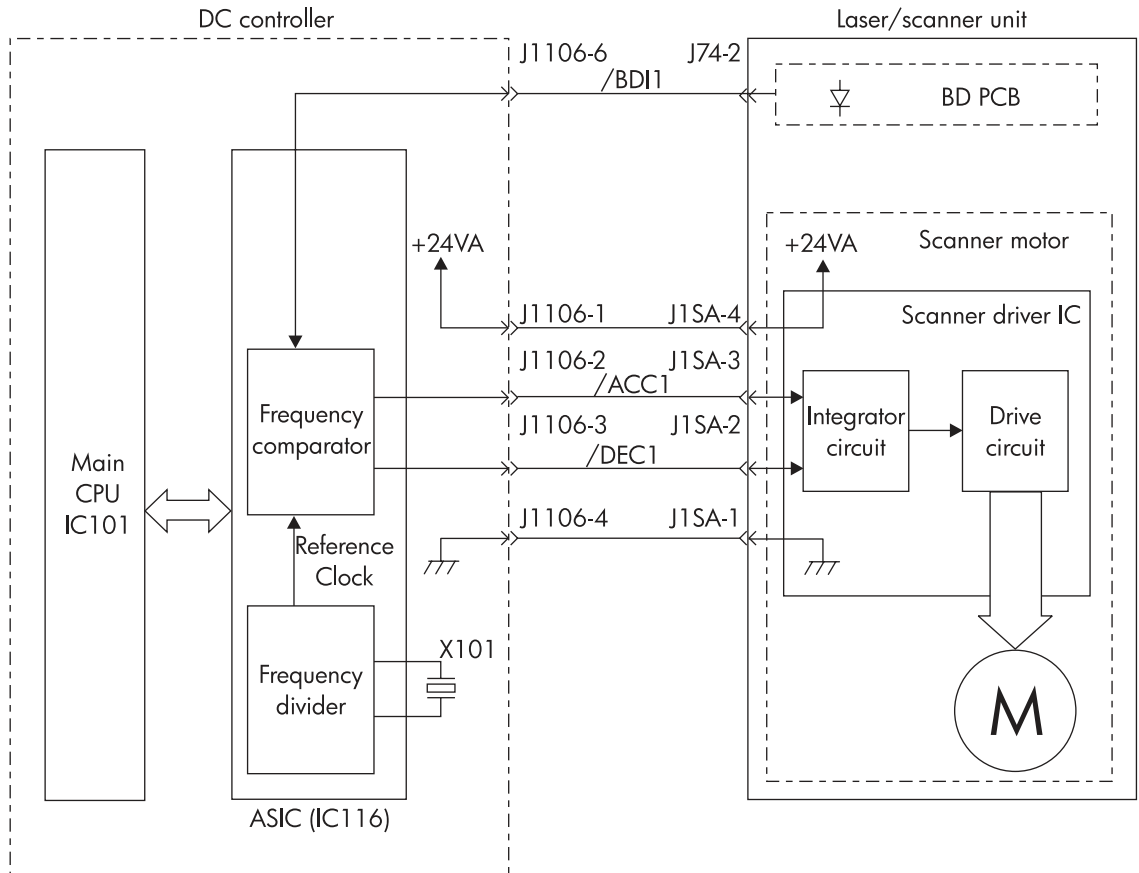 DC controller
Laser/scanner unit
J1106-6
J74-2
/BDI1
BD PCB
+24VA
+24VA
Scanner motor
J1106-1
J1SA-4
Scanner driver IC
J1106-2
J1SA-3
/ACC1
Frequency
comparator
Integrator
circuit
Drive
circuit
J1106-3
J1SA-2
/DEC1
Main
CPU
IC101
J1106-4
J1SA-1
Reference
Clock
X101
Frequency
divider
M
ASIC (IC116)